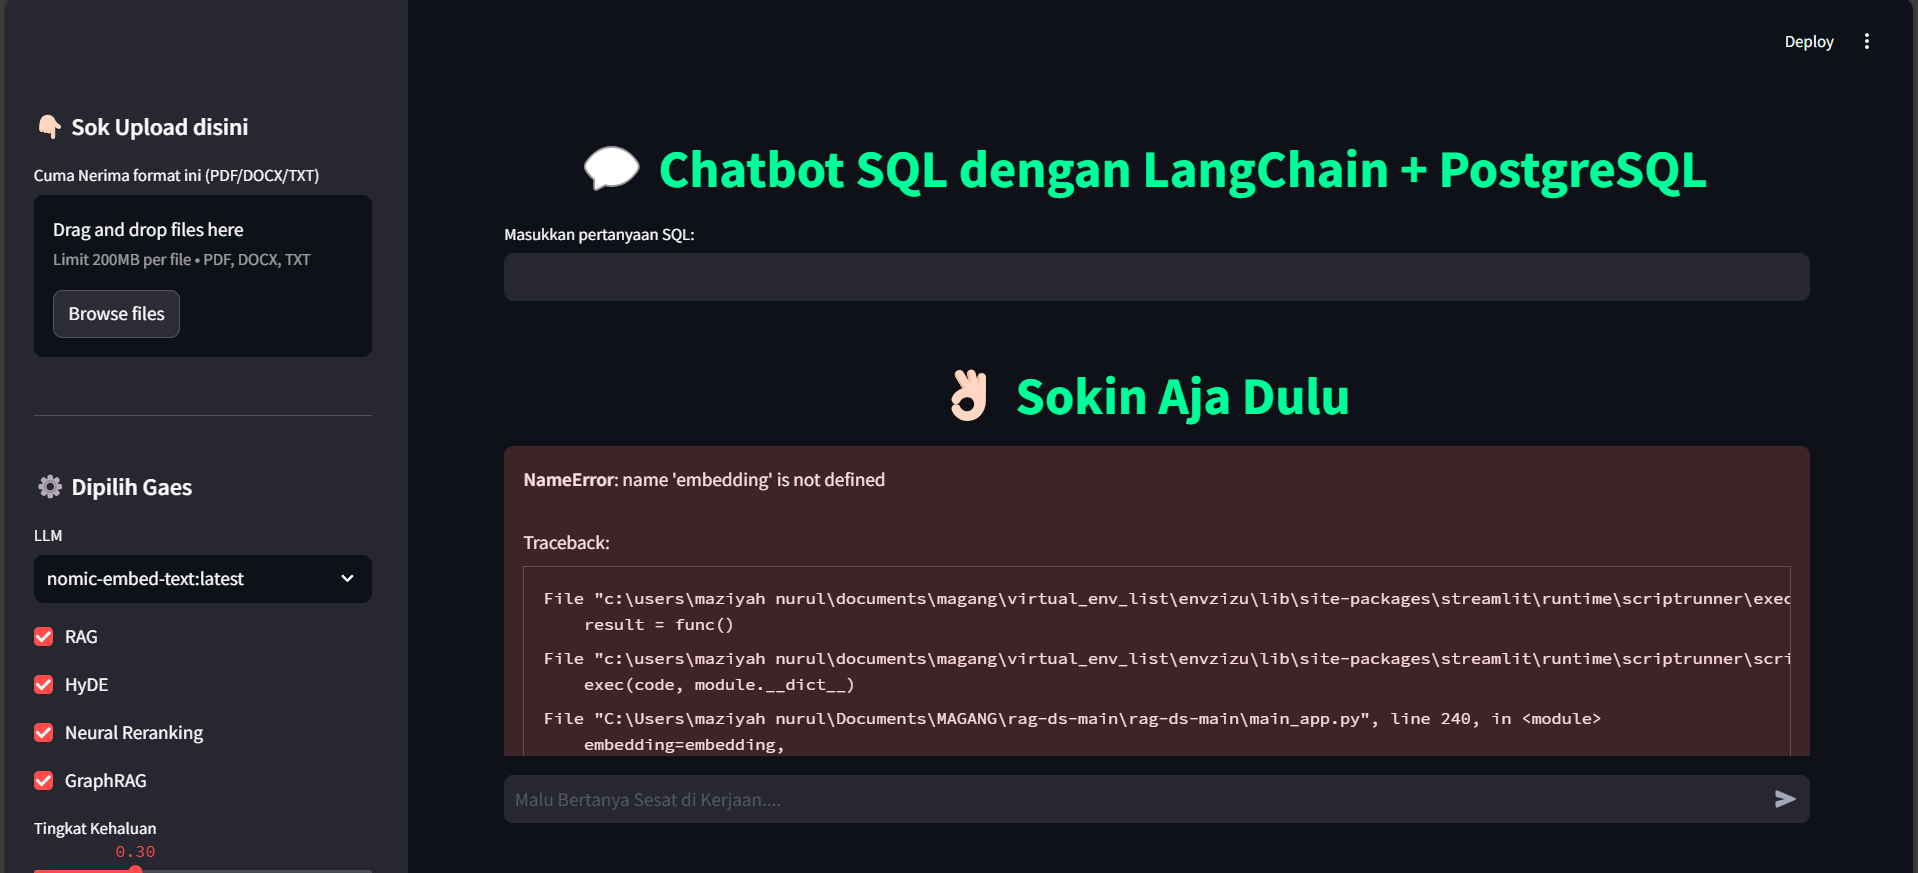 Deploy
Sok Upload disini
Cuma Nerima format ini (PDF/DOCX/TXT)
Drag and drop files here
Limit 200MB per file • PDF, DOCX, TXT
Browse files
Dipilih Gaes
LLM
nomic-embed-text:latest
RAG
HyDE
Neural Reranking
GraphRAG
Tingkat Kehaluan
0.30
Chatbot SQL dengan LangChain + PostgreSQL
Masukkan pertanyaan SQL:
Sokin Aja Dulu
NameError: name 'embedding' is not defined
Traceback:
File "c:\users\maziyah nurul\documents\magang\virtual_env_list\envzizu\lib\site-packages\streamlit\runtime\scriptrunner\exec
result = func()
File "c:\users\maziyah nurul\documents\magang\virtual_env_list\envzizu\lib\site-packages\streamlit\runtime\scriptrunner\scri
exec(code, module.__dict__)
File "C:\Users\maziyah nurul\Documents\MAGANG\rag-ds-main\rag-ds-main\main_app.py", line 240, in <module>
embedding=embedding,
Malu Bertanya Sesat di Kerjaan....